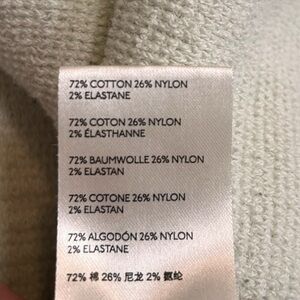 72% COTTON 26% NYLON
2% ELASTANE
72% COTON 26% NYLON
2% ÉLASTHANNE
72% BAUMWOLLE 26% NYLON
2% ELASTAN
72% COTONE 26% NYLON
2% ELASTAN
72% ALGODÓN 26% NYLON
2% ELASTANE
72% 棉 26% 尼龙 2% 氨纶